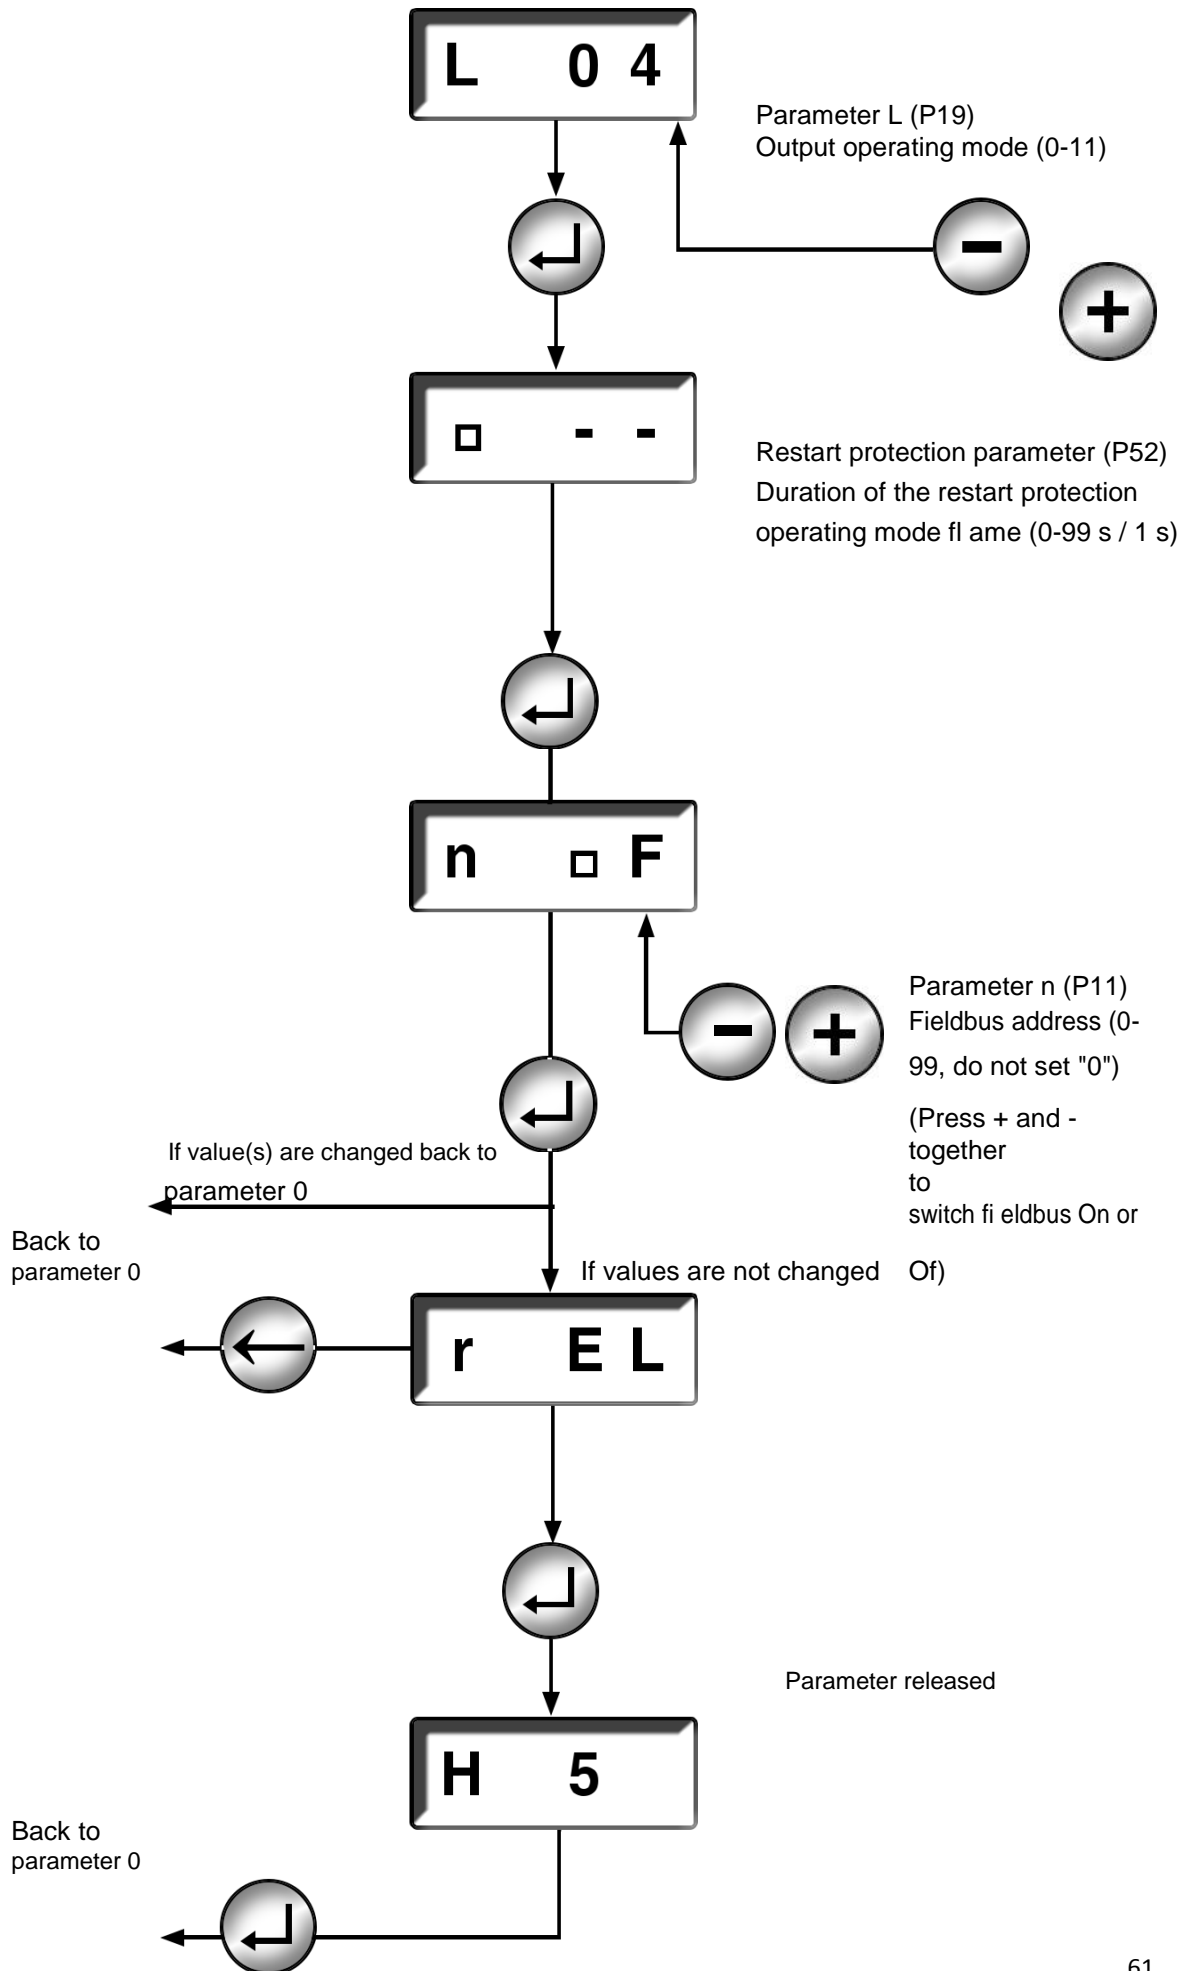 L 0 4
Parameter L (P19)
Output operating mode (0-11)
-
+
□ - -
Restart protection parameter (P52)
Duration of the restart protection
operating mode fl ame (0-99 s / 1 s)
n □ F
- +
Parameter n (P11)
Fieldbus address (0-
99, do not set "0")
(Press + and -
together
to
switch fi eldbus On or
Of)
If value(s) are changed back to
parameter 0
Back to
parameter 0
If values are not changed
r E L
Parameter released
H 5
Back to
parameter 0
61